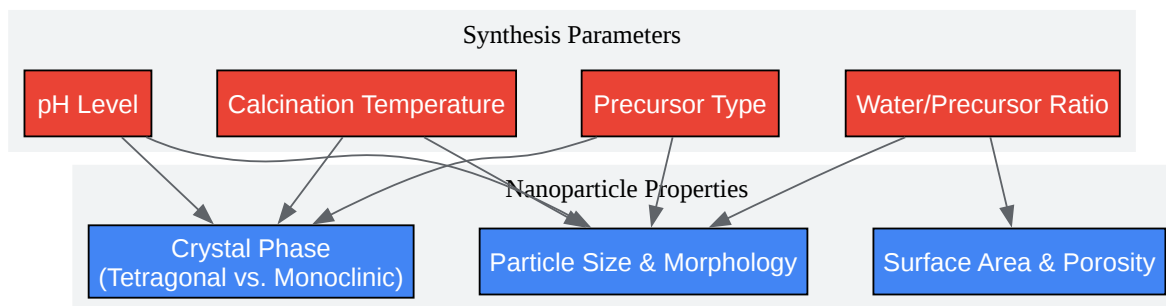 Synthesis Parameters
pH Level
Calcination Temperature
Precursor Type
Water/Precursor Ratio
Nanoparticle Properties
Crystal Phase
(Tetragonal vs. Monoclinic)
Particle Size & Morphology
Surface Area & Porosity